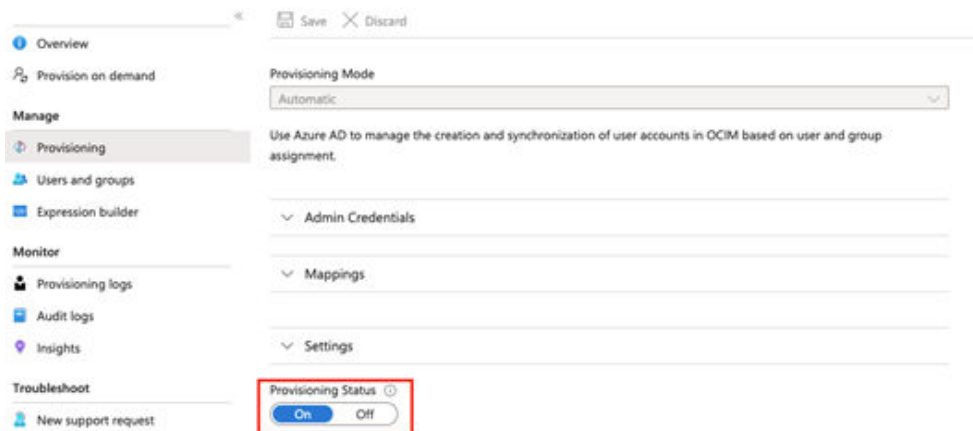 Overview
Provision on demand
Manage
Provisioning
Users and groups
Expression builder
Monitor
Provisioning logs
Audit logs
Insights
Troubleshoot
New support request
Save
Discard
Provisioning Mode
Automatic
Use Azure AD to manage the creation and synchronization of user accounts in OCIM based on user and group
assignment.
Admin Credentials
Mappings
Settings
Provisioning Status
On Off